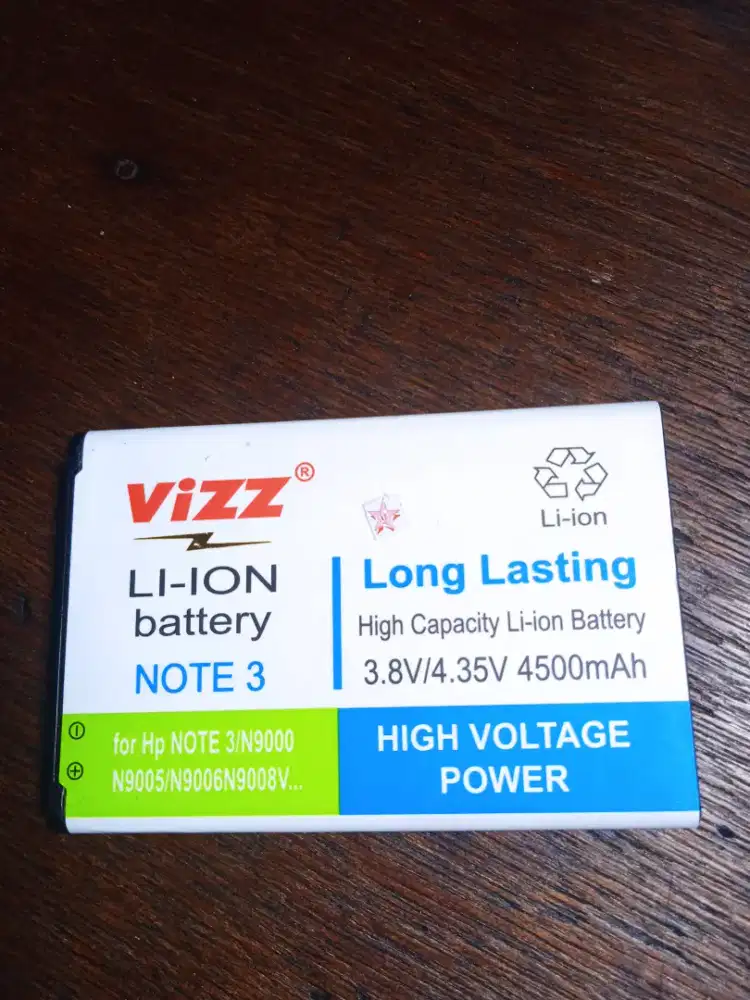 ViZZ®
LI-ION
battery
NOTE 3
Li-ion
Long Lasting
High Capacity Li-ion Battery
3.8V/4.35V 4500mAh
for Hp NOTE 3/N9000
N9005/N9006N9008V...
HIGH VOLTAGE
POWER